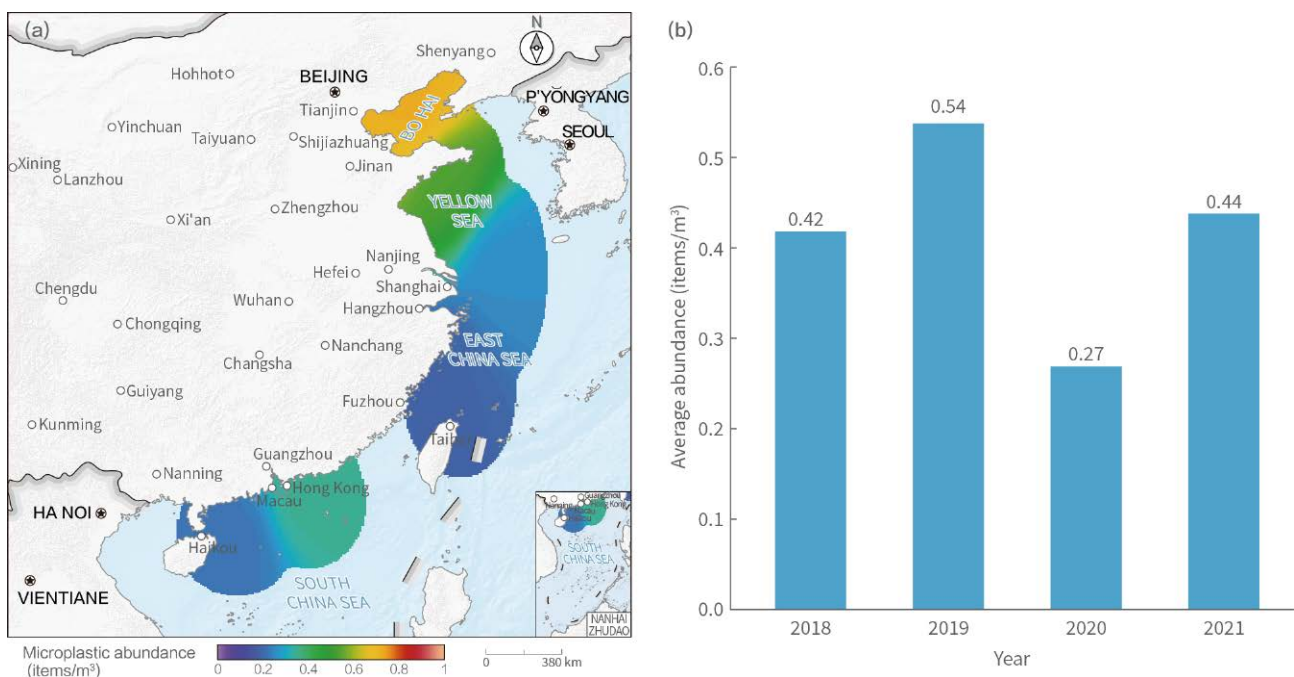 (a)
N
Shenyang
Hohhot
BEIJING
Tianjin
BO HAI
P'YŎNGYANG
SEOUL
Yinchuan
Taiyuan
Shijiazhuang
Xining
Lanzhou
Jinan
YELLOW
SEA
Xi'an
Zhengzhou
Nanjing
Hefei
Shanghai
Chengdu
Wuhan
Hangzhou
Chongqing
EAST
CHINA SEA
Nanchang
Changsha
Guiyang
Fuzhou
Kunming
Guangzhou
Nanning
Hong Kong
Macau
HA NOI
Haikou
SOUTH
CHINA SEA
VIENTIANE
Guangzhou
Nanning
Hong Kong
Macau
SOUTH
CHINA SEA
NANHAI
ZHUDAO
Microplastic abundance
(items/m³)
0 0.2 0.4 0.6 0.8 1
0 380 km
(b)
Average abundance (items/m³)
0.6
0.5
0.4
0.3
0.2
0.1
0.0
0.42
0.54
0.27
0.44
2018 2019 2020 2021
Year